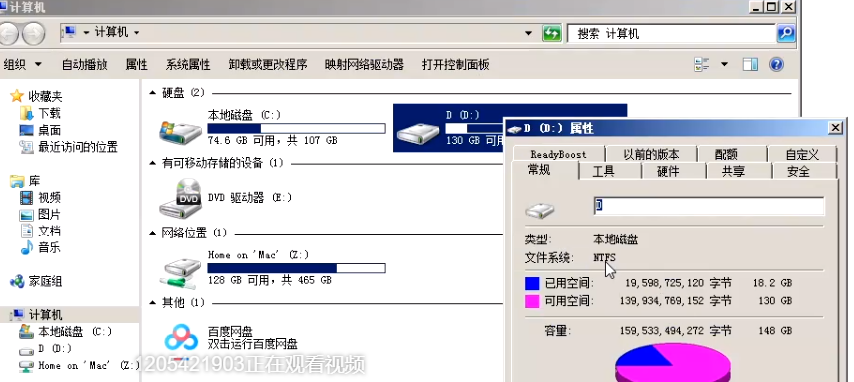 计算机
计算机
搜索 计算机
组织 自动播放 属性 系统属性 卸载或更改程序 映射网络驱动器 打开控制面板
收藏夹
下载
桌面
最近访问的位置
库
视频
图片
文档
音乐
家庭组
计算机
本地磁盘 (C:)
D (D:)
Home on 'Mac' (Z:)
硬盘 (2)
本地磁盘 (C:)
74.6 GB 可用，共 107 GB
D (D:)
130 GB 可用
有可移动存储的设备 (1)
DVD
DVD 驱动器 (E:)
网络位置 (1)
Home on 'Mac' (Z:)
128 GB 可用，共 465 GB
其他 (1)
百度网盘
双击运行百度网盘
D (D:) 属性
ReadyBoost 以前的版本 配额 自定义
常规 工具 硬件 共享 安全
D
类型: 本地磁盘
文件系统: NTFS
已用空间: 19,598,725,120 字节 18.2 GB
可用空间: 139,934,769,152 字节 130 GB
容量: 159,533,494,272 字节 148 GB
1205421903正在观看视频